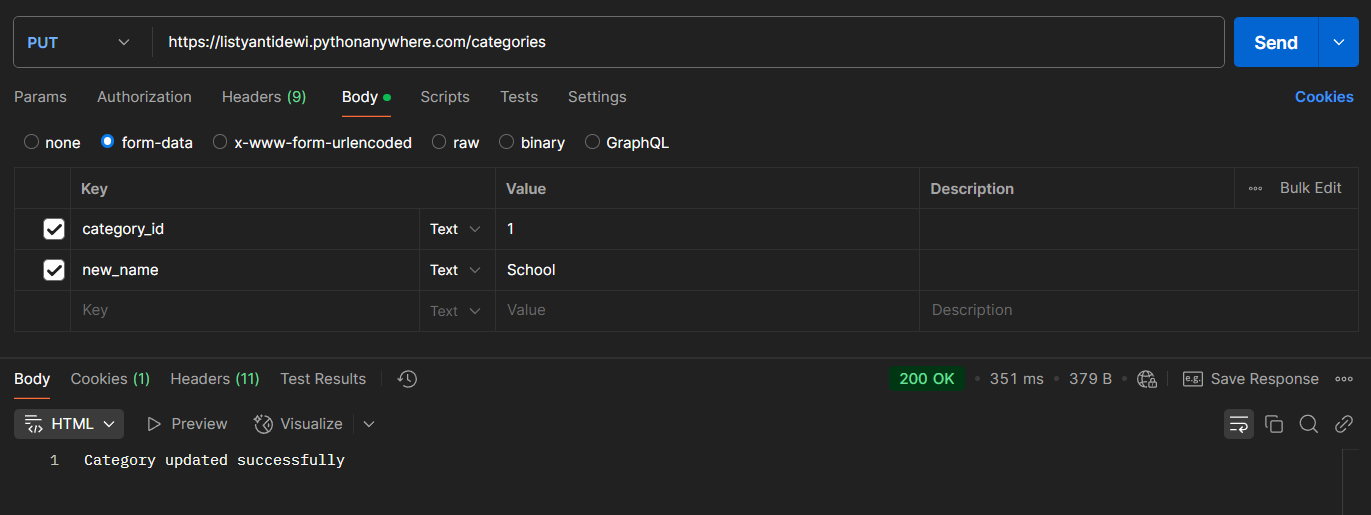 PUT https://listyantidewi.pythonanywhere.com/categories Send
Params Authorization Headers (9) Body Scripts Tests Settings Cookies
none form-data x-www-form-urlencoded raw binary GraphQL
Key Value Description Bulk Edit
category_id Text 1
new_name Text School
Key Text Value Description
Body Cookies (1) Headers (11) Test Results 200 OK 351 ms 379 B e.g. Save Response
HTML Preview Visualize
1 Category updated successfully